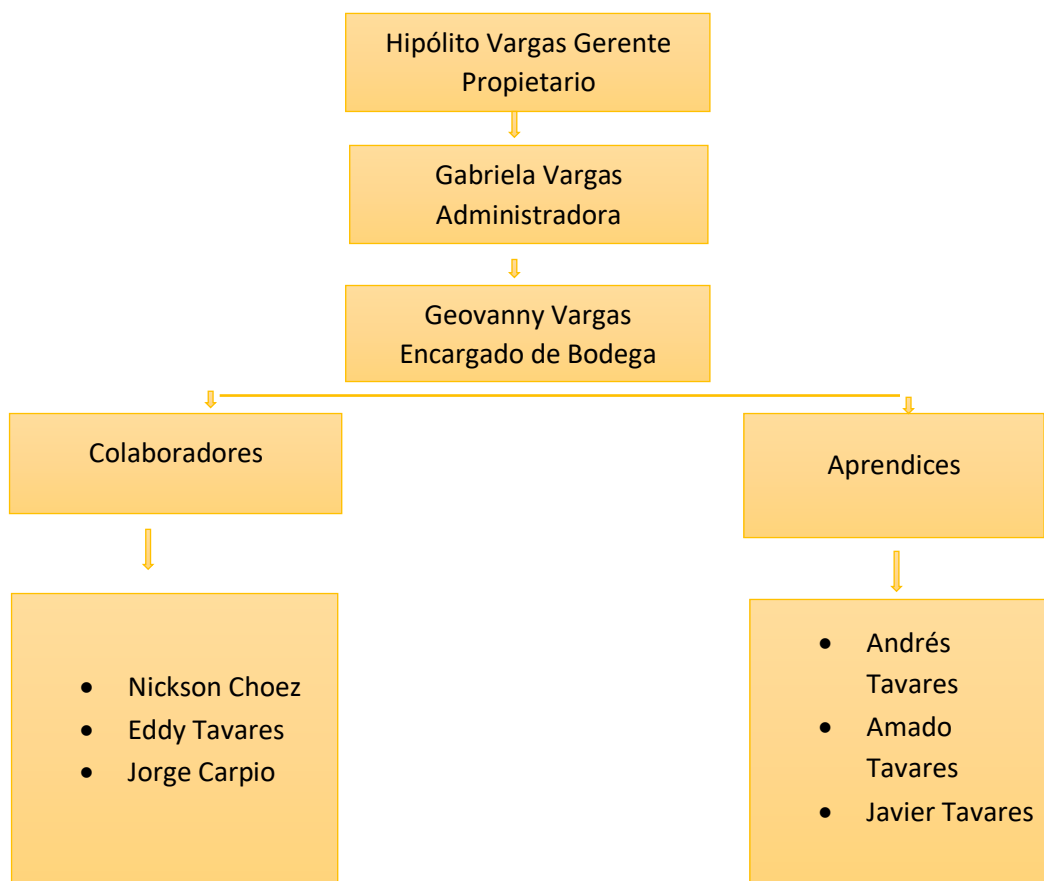 Hipólito Vargas Gerente
Propietario
Gabriela Vargas
Administradora
Geovanny Vargas
Encargado de Bodega
Colaboradores
Aprendices
• Nickson Choez
• Eddy Tavares
• Jorge Carpio
• Andrés
Tavares
• Amado
Tavares
• Javier Tavares